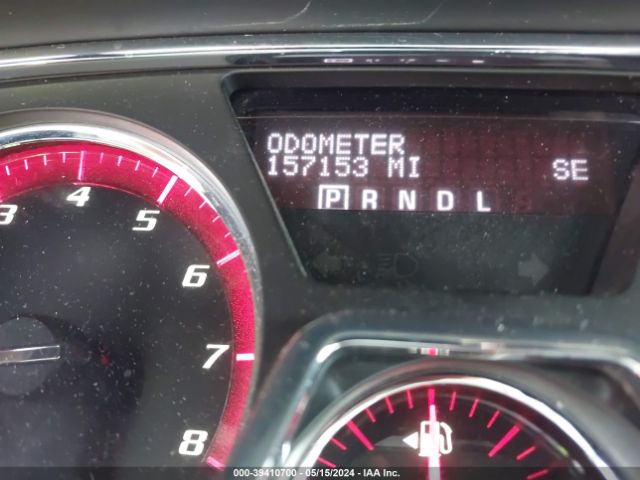 ODOMETER
157153 MI SE
P R N D L
3 4 5 6 7 8
000-39410700 - 05/15/2024 - IAA Inc.